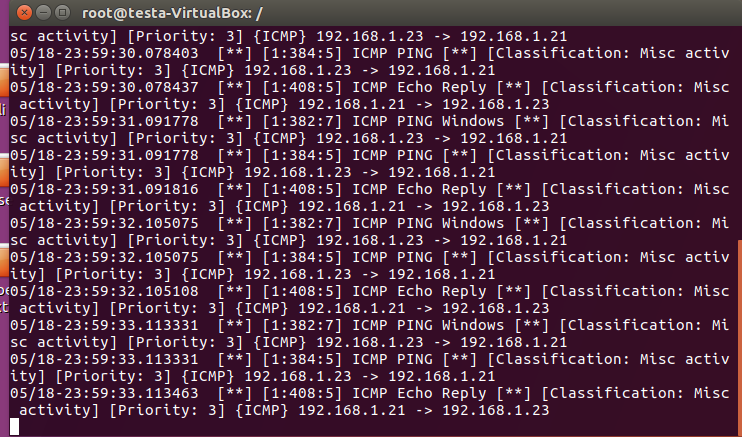 root@testa-VirtualBox: /
sc activity] [Priority: 3] {ICMP} 192.168.1.23 -> 192.168.1.21
05/18-23:59:30.078403  [**] [1:384:5] ICMP PING [**] [Classification: Misc activ
ity] [Priority: 3] {ICMP} 192.168.1.23 -> 192.168.1.21
05/18-23:59:30.078437  [**] [1:408:5] ICMP Echo Reply [**] [Classification: Misc
 activity] [Priority: 3] {ICMP} 192.168.1.21 -> 192.168.1.23
05/18-23:59:31.091778  [**] [1:382:7] ICMP PING Windows [**] [Classification: Mi
sc activity] [Priority: 3] {ICMP} 192.168.1.23 -> 192.168.1.21
05/18-23:59:31.091778  [**] [1:384:5] ICMP PING [**] [Classification: Misc activ
ity] [Priority: 3] {ICMP} 192.168.1.23 -> 192.168.1.21
05/18-23:59:31.091816  [**] [1:408:5] ICMP Echo Reply [**] [Classification: Misc
 activity] [Priority: 3] {ICMP} 192.168.1.21 -> 192.168.1.23
05/18-23:59:32.105075  [**] [1:382:7] ICMP PING Windows [**] [Classification: Mi
sc activity] [Priority: 3] {ICMP} 192.168.1.23 -> 192.168.1.21
05/18-23:59:32.105075  [**] [1:384:5] ICMP PING [**] [Classification: Misc activ
ity] [Priority: 3] {ICMP} 192.168.1.23 -> 192.168.1.21
05/18-23:59:32.105108  [**] [1:408:5] ICMP Echo Reply [**] [Classification: Misc
 activity] [Priority: 3] {ICMP} 192.168.1.21 -> 192.168.1.23
05/18-23:59:33.113331  [**] [1:382:7] ICMP PING Windows [**] [Classification: Mi
sc activity] [Priority: 3] {ICMP} 192.168.1.23 -> 192.168.1.21
05/18-23:59:33.113331  [**] [1:384:5] ICMP PING [**] [Classification: Misc activ
ity] [Priority: 3] {ICMP} 192.168.1.23 -> 192.168.1.21
05/18-23:59:33.113463  [**] [1:408:5] ICMP Echo Reply [**] [Classification: Misc
 activity] [Priority: 3] {ICMP} 192.168.1.21 -> 192.168.1.23